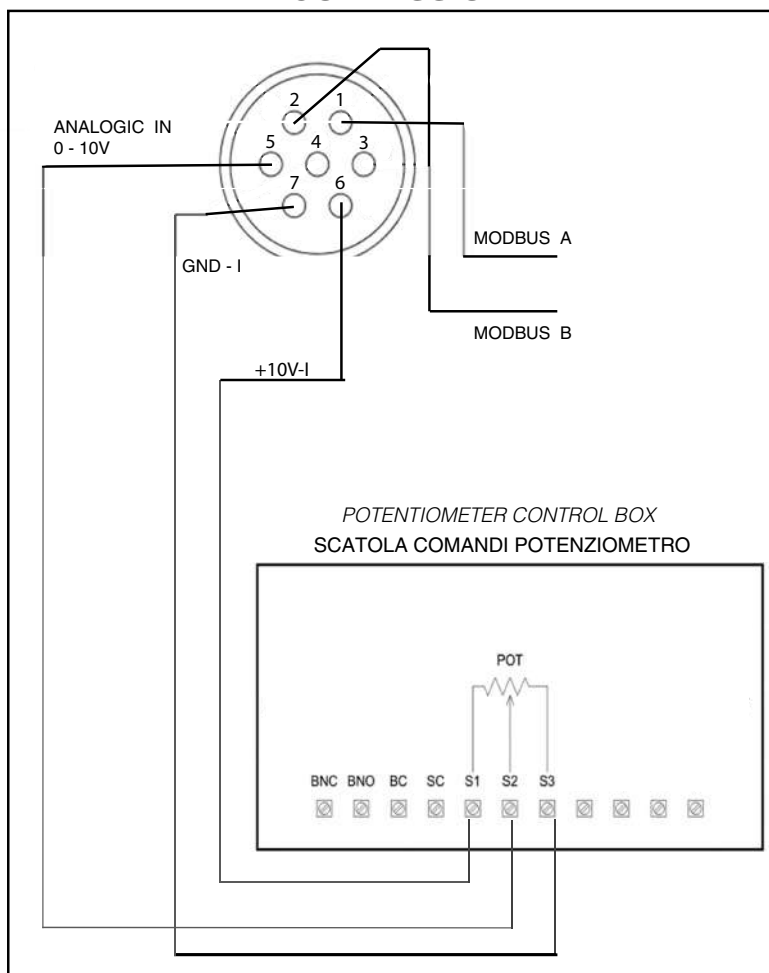 2 1
ANALOGIC IN
0 - 10V
5 4 3
7 6
MODBUS A
GND - I
MODBUS B
+10V-I
POTENTIOMETER CONTROL BOX
SCATOLA COMANDI POTENZIOMETRO
POT
BNC BNO BC SC S1 S2 S3